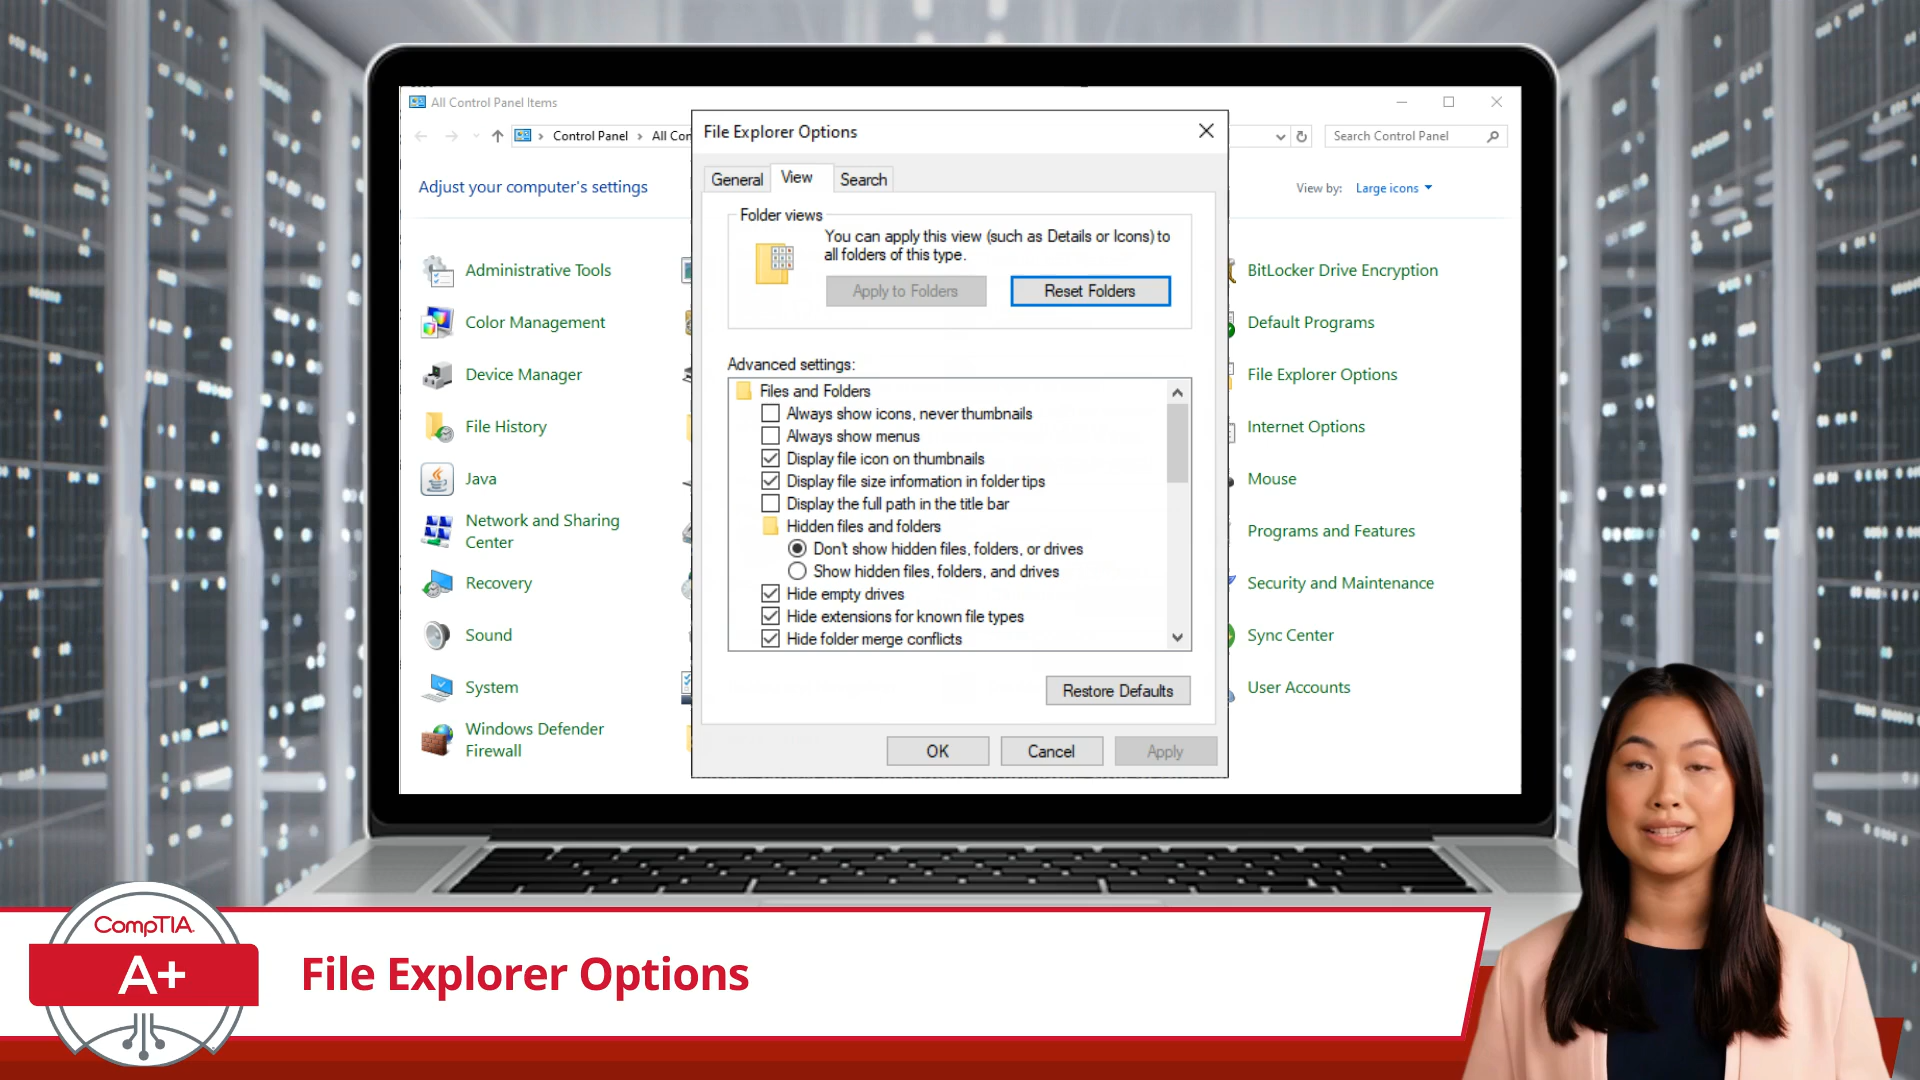 All Control Panel Items
Control Panel
All Con
Search Control Panel
Adjust your computer's settings
View by: Large icons
Administrative Tools
Color Management
Device Manager
File History
Java
Network and Sharing
Center
Recovery
Sound
System
Windows Defender
Firewall
File Explorer Options
General View Search
Folder views
You can apply this view (such as Details or Icons) to
all folders of this type.
Apply to Folders Reset Folders
Advanced settings:
Files and Folders
Always show icons, never thumbnails
Always show menus
Display file icon on thumbnails
Display file size information in folder tips
Display the full path in the title bar
Hidden files and folders
Don't show hidden files, folders, or drives
Show hidden files, folders, and drives
Hide empty drives
Hide extensions for known file types
Hide folder merge conflicts
Restore Defaults
OK Cancel Apply
BitLocker Drive Encryption
Default Programs
File Explorer Options
Internet Options
Mouse
Programs and Features
Security and Maintenance
Sync Center
User Accounts
CompTIA.
A+
File Explorer Options